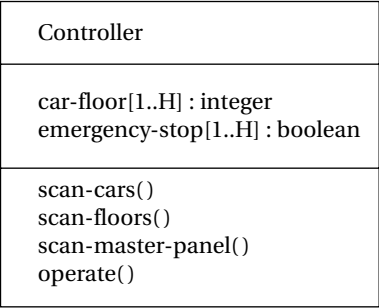 Controller
car-floor[1..H] : integer
emergency-stop[1..H] : boolean
scan-cars()
scan-floors()
scan-master-panel()
operate()